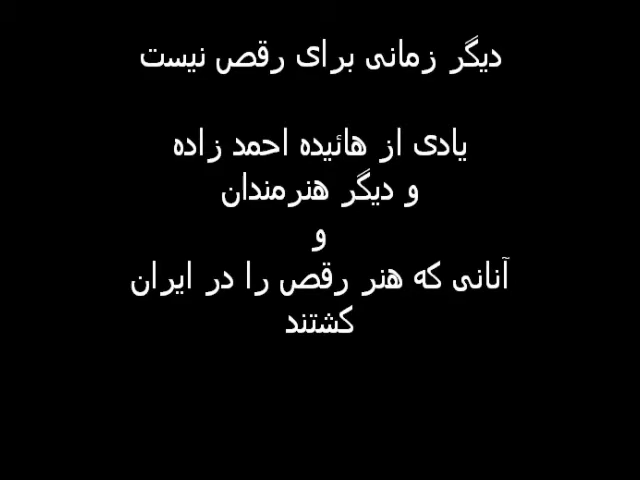 دیگر زمانی برای رقص نیست
یادی از هائیده احمد زاده
و دیگر هنرمندان
و
آنانی که هنر رقص را در ایران
کشتند